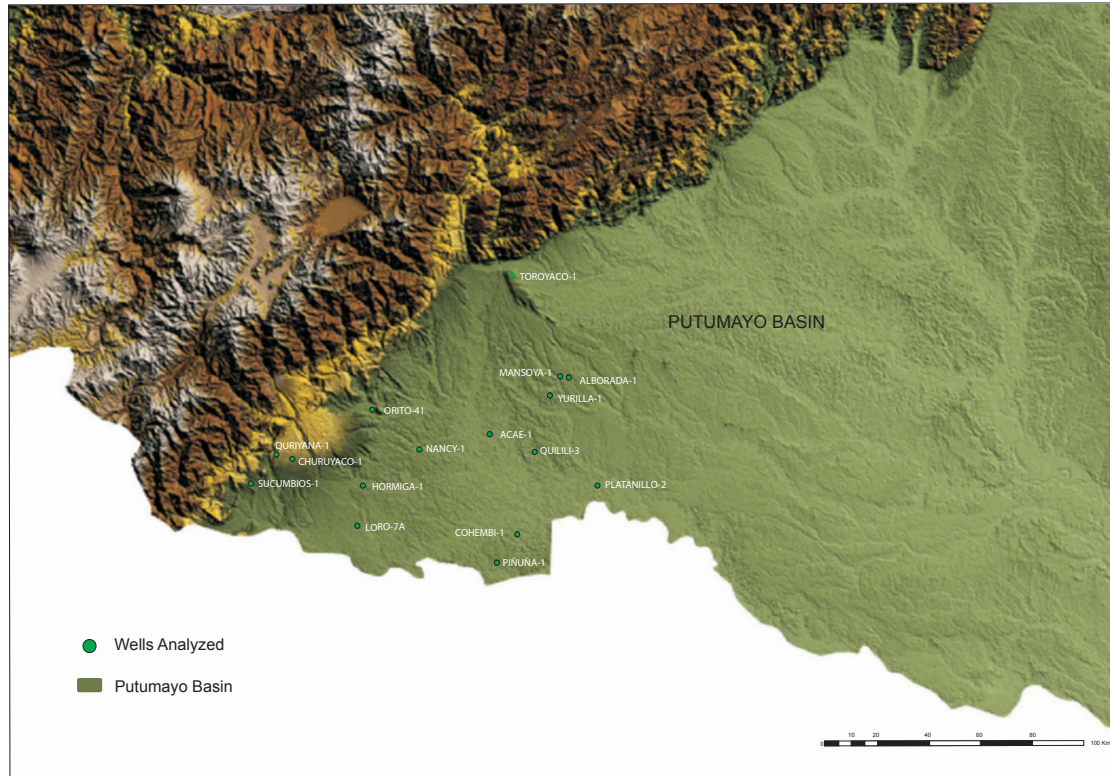 TOROYACO-1
PUTUMAYO BASIN
MANSOYA-1
ALBORADA-1
YURILLA-1
ORITO-41
ACAE-1
QURIYANA-1
NANCY-1
QUILILI-3
CHURUYACO-1
SUCUMBIOS-1
HORMIGA-1
PLATANILLO-2
LORO-7A
COHEMBI-1
PIÑUÑA-1
Wells Analyzed
Putumayo Basin
0 10 20 40 60 80 100 Km